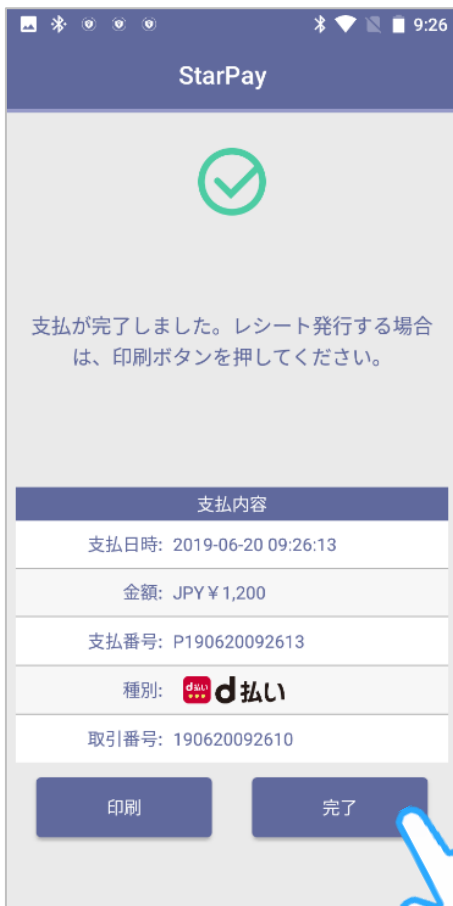 9:26
StarPay
支払が完了しました。レシート発行する場合
は、印刷ボタンを押してください。
支払内容
支払日時: 2019-06-20 09:26:13
金額: JPY￥1,200
支払番号: P190620092613
種別: d払い d払い
取引番号: 190620092610
印刷 完了